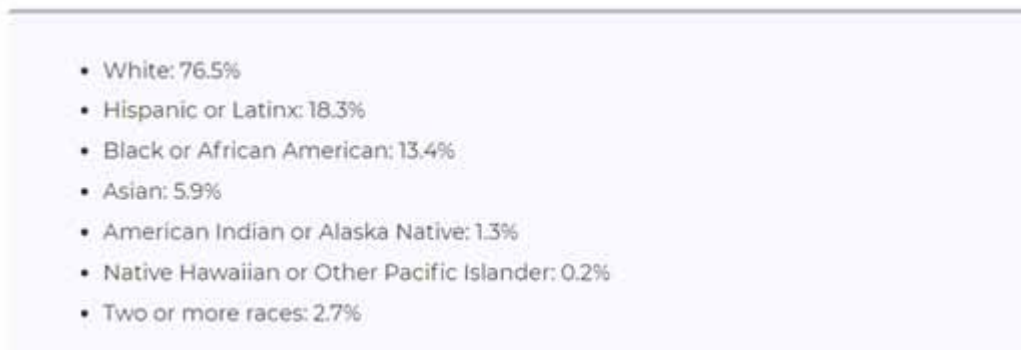 • White: 76.5%
• Hispanic or Latinx: 18.3%
• Black or African American: 13.4%
• Asian: 5.9%
• American Indian or Alaska Native: 1.3%
• Native Hawaiian or Other Pacific Islander: 0.2%
• Two or more races: 2.7%